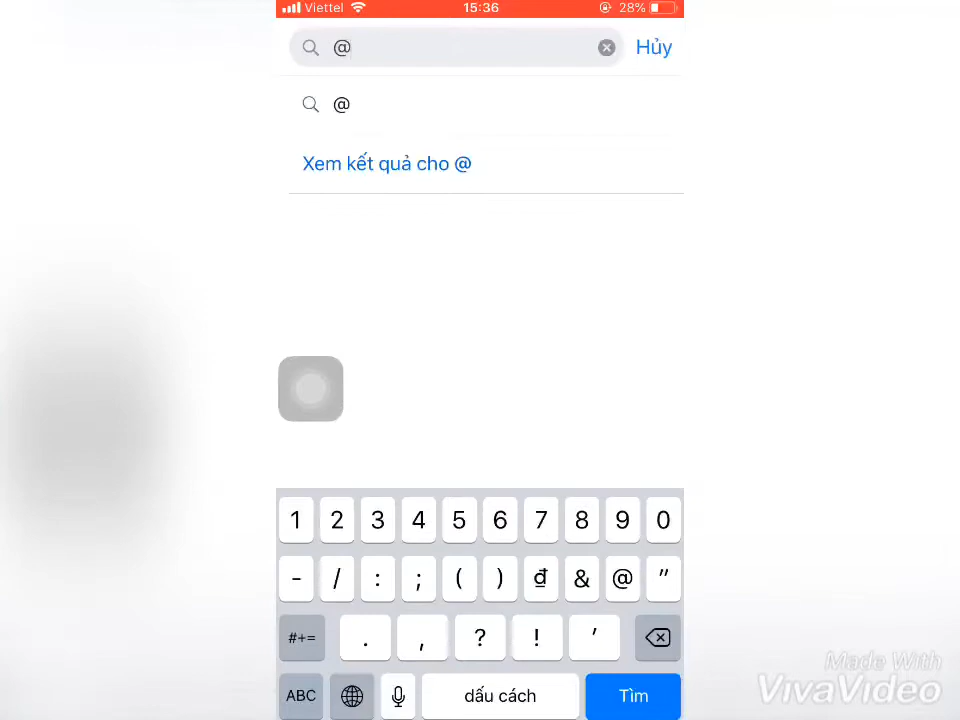 Viettel 15:36 28%
@ Hủy
@
Xem kết quả cho @
1 2 3 4 5 6 7 8 9 0
- / : ; ( ) ₫ & @ ”
#+= . , ? ! ’
ABC dấu cách Tìm
Made With
VivaVideo